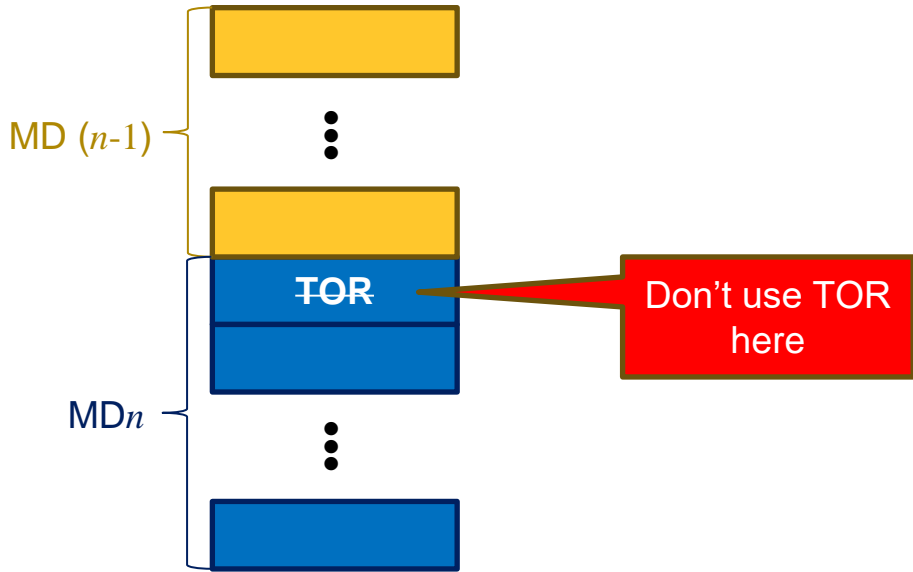 MD (n-1)
TOR
Don’t use TOR
here
MDn